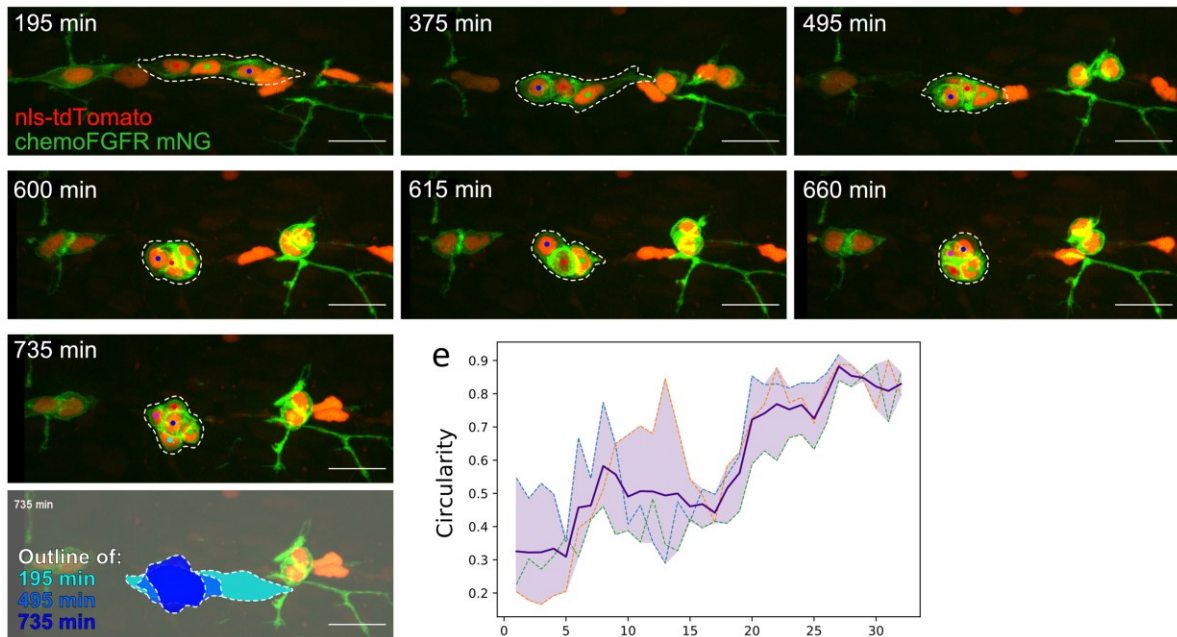 195 min
nls-tdTomato
chemoFGFR mNG
375 min
495 min
600 min
615 min
660 min
735 min
e
0.9
0.8
0.7
0.6
0.5
0.4
0.3
0.2
Circularity
0 5 10 15 20 25 30
735 min
Outline of:
195 min
495 min
735 min